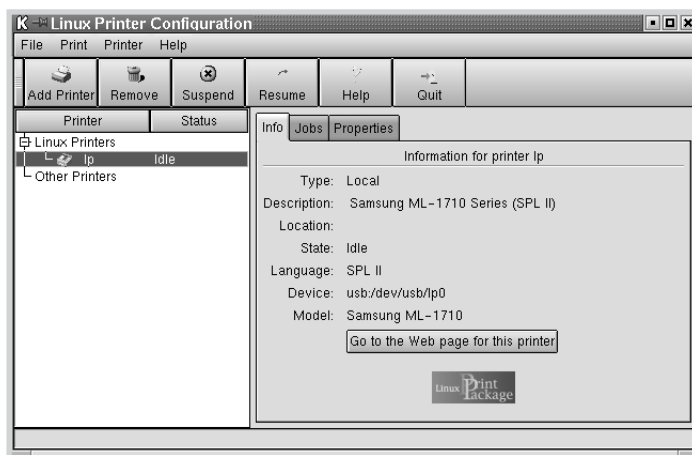 Linux Printer Configuration
File Print Printer Help
Add Printer Remove Suspend Resume Help Quit
Printer Status
Linux Printers
lp Idle
Other Printers
Info Jobs Properties
Information for printer lp
Type: Local
Description: Samsung ML-1710 Series (SPL II)
Location:
State: Idle
Language: SPL II
Device: usb:/dev/usb/lp0
Model: Samsung ML-1710
Go to the Web page for this printer
Linux Print Package